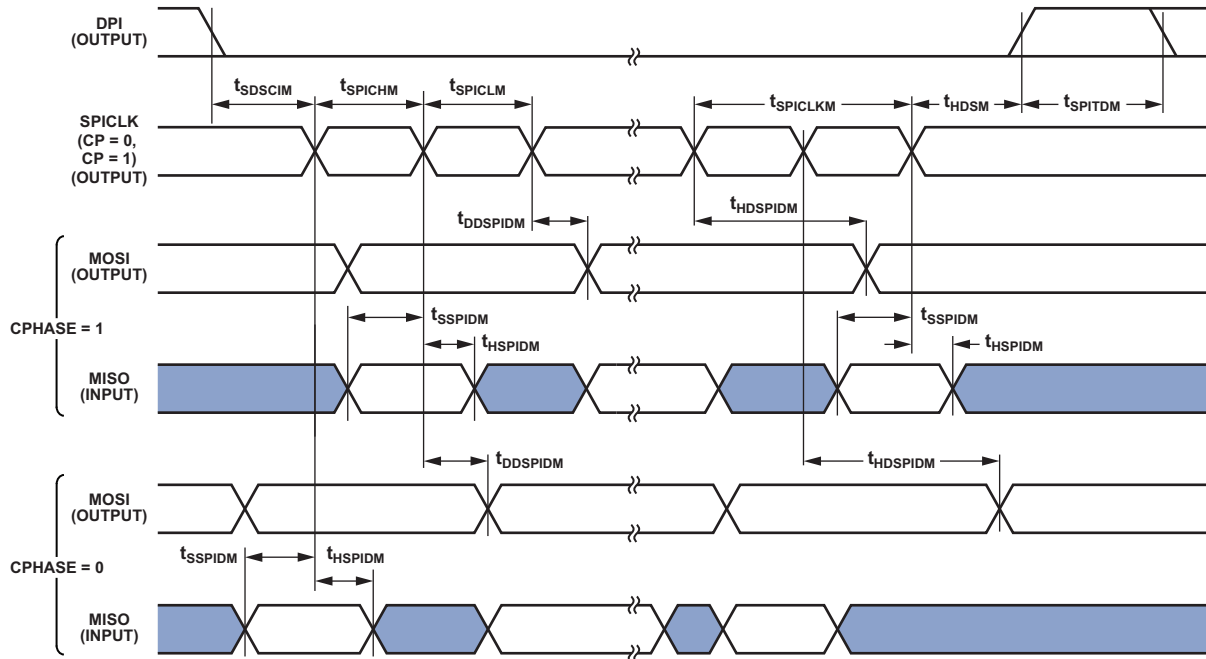 DPI
(OUTPUT)
tSDSCIM
tSPICHM
tSPICLM
tSPICLKM
tHDSM
tSPITDM
SPICLK
(CP = 0,
CP = 1)
(OUTPUT)
tDDSPIDM
tHDSPIDM
MOSI
(OUTPUT)
CPHASE = 1
tSSPIDM
tSSPIDM
tHSPIDM
tHSPIDM
MISO
(INPUT)
tDDSPIDM
tHDSPIDM
MOSI
(OUTPUT)
CPHASE = 0
tSSPIDM
tHSPIDM
MISO
(INPUT)